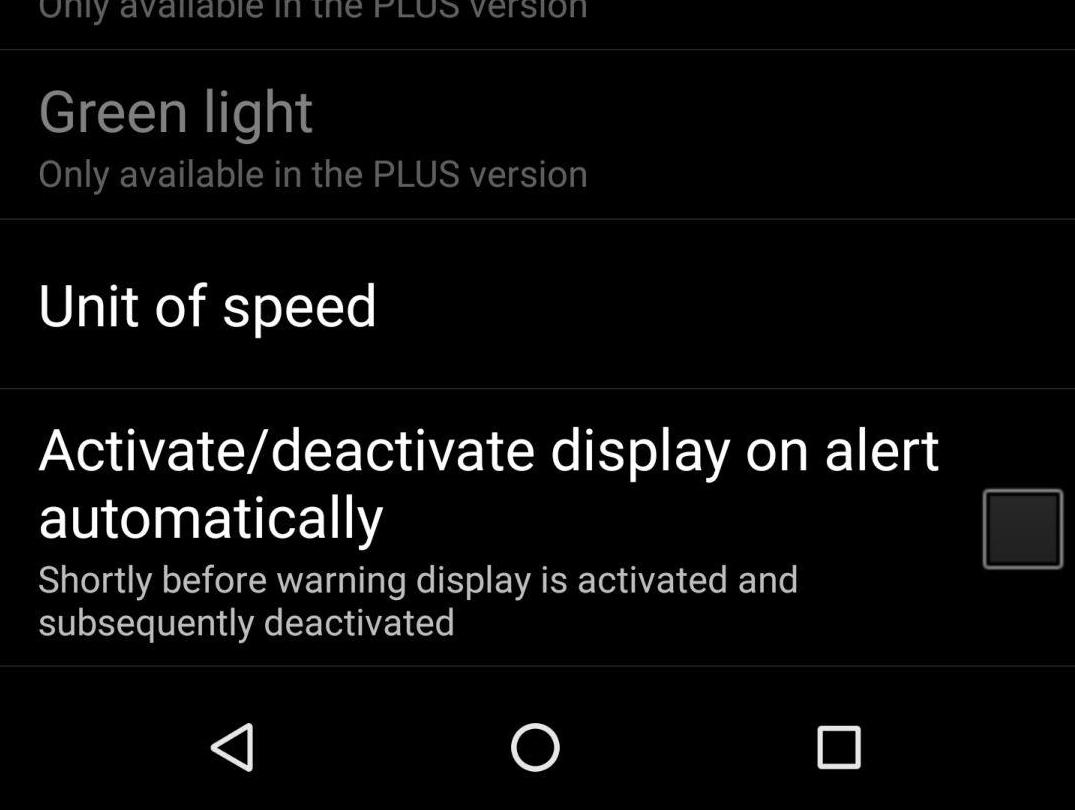 Only available in the PLUS version
Green light
Only available in the PLUS version
Unit of speed
Activate/deactivate display on alert
automatically
Shortly before warning display is activated and
subsequently deactivated